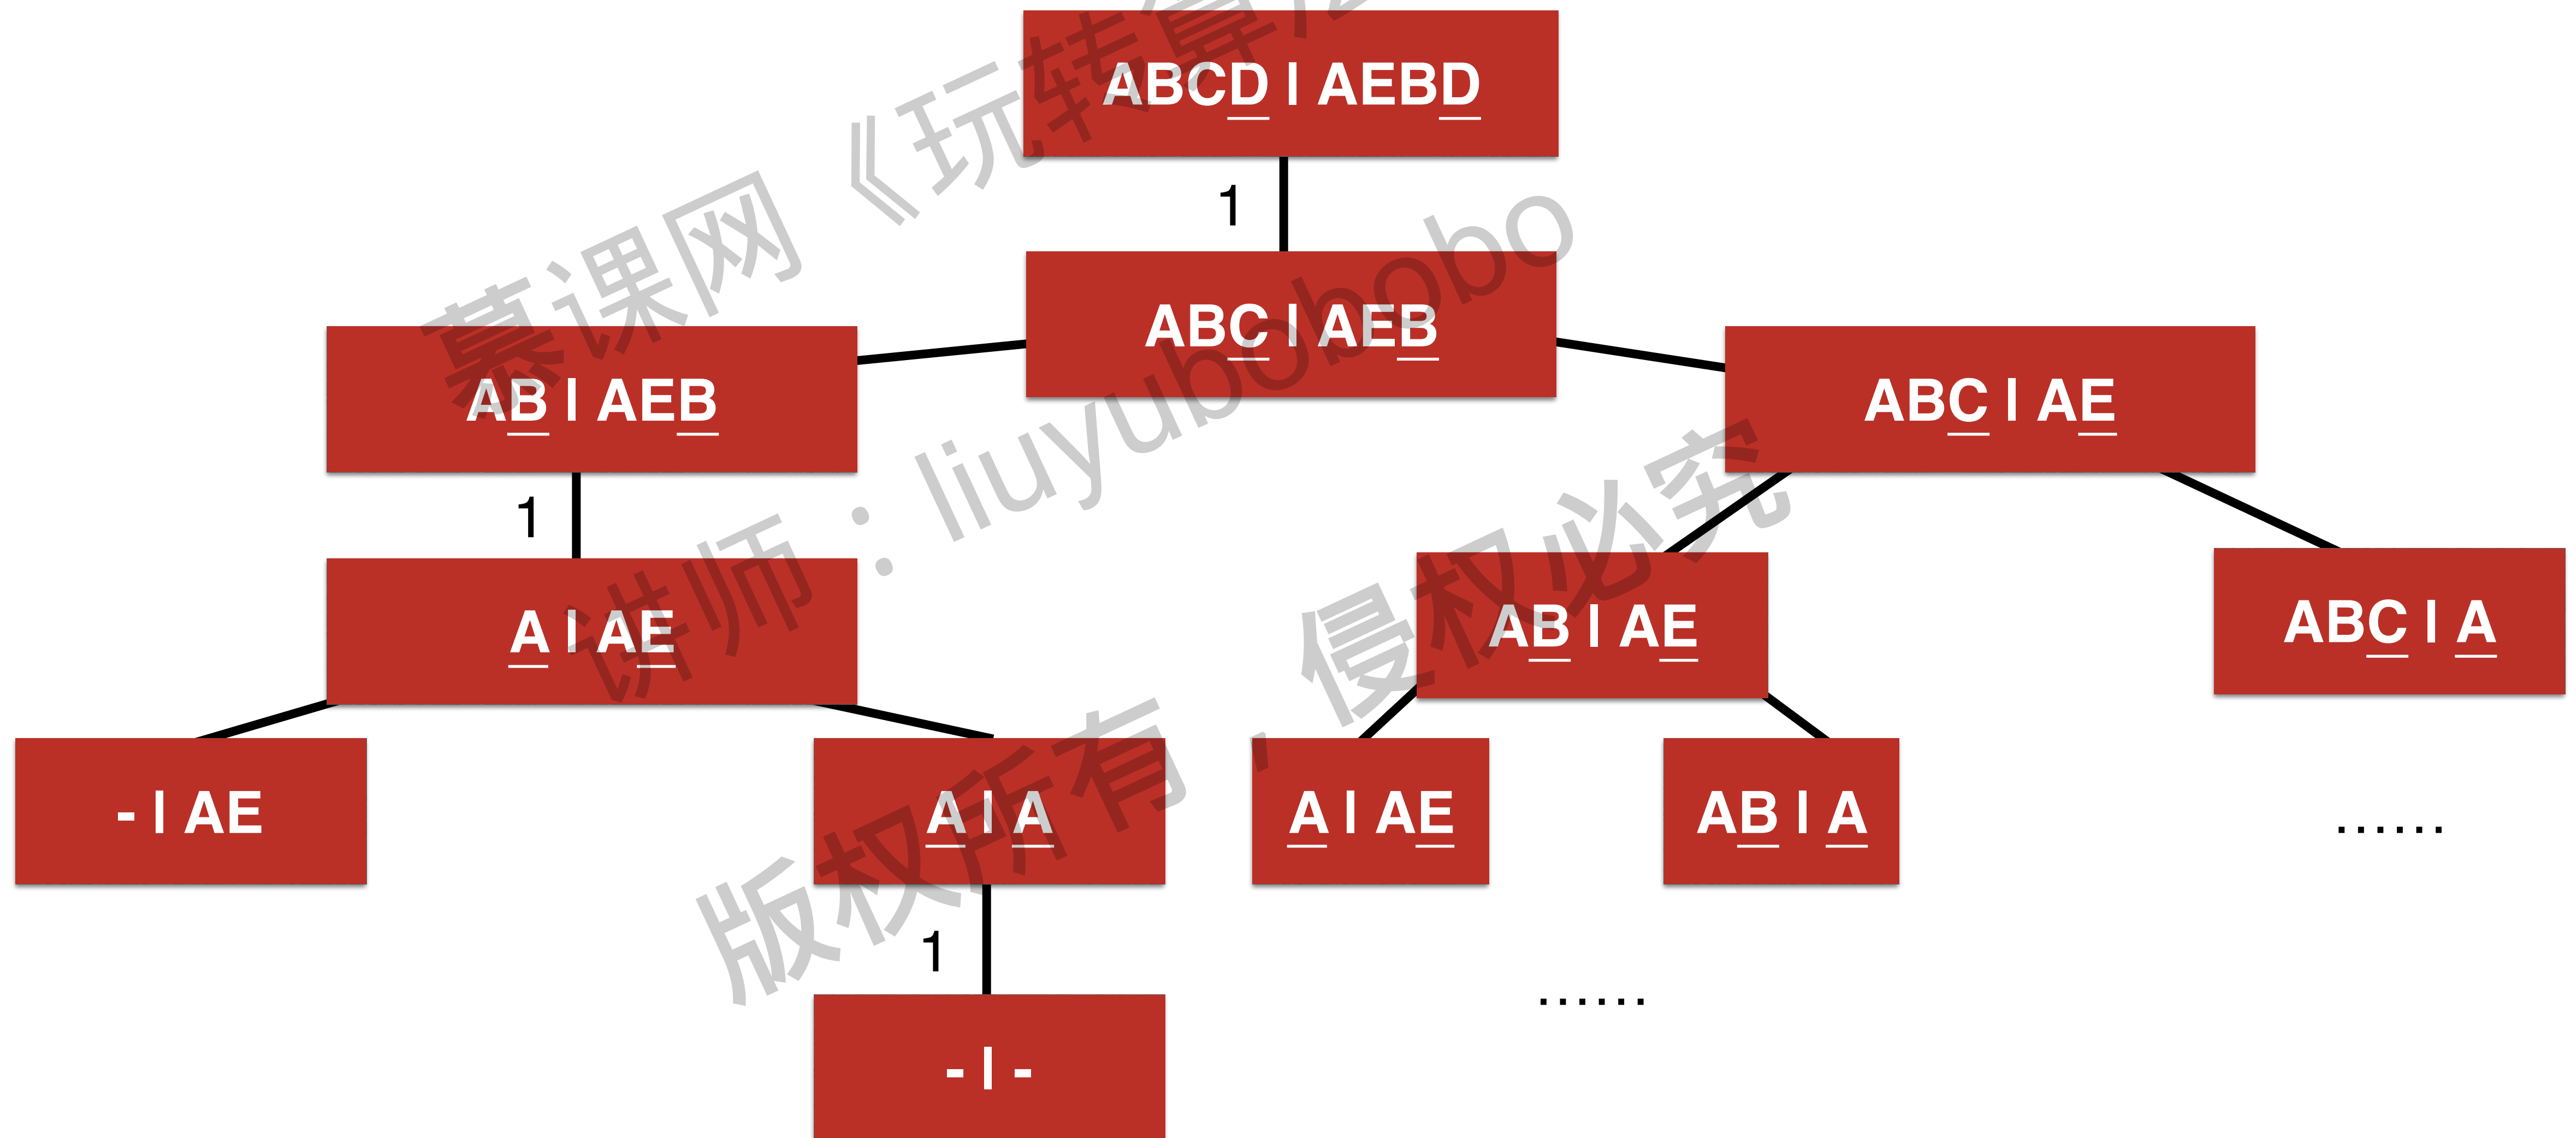 ABCD | AEBD
1
ABC | AEB
AB | AEB
ABC | AE
1
A | AE
AB | AE
ABC | A
- | AE
A | A
A | AE
AB | A
......
1
......
- | -
慕课网《玩转算法
讲师：liuyubobobo
版权所有，侵权必究